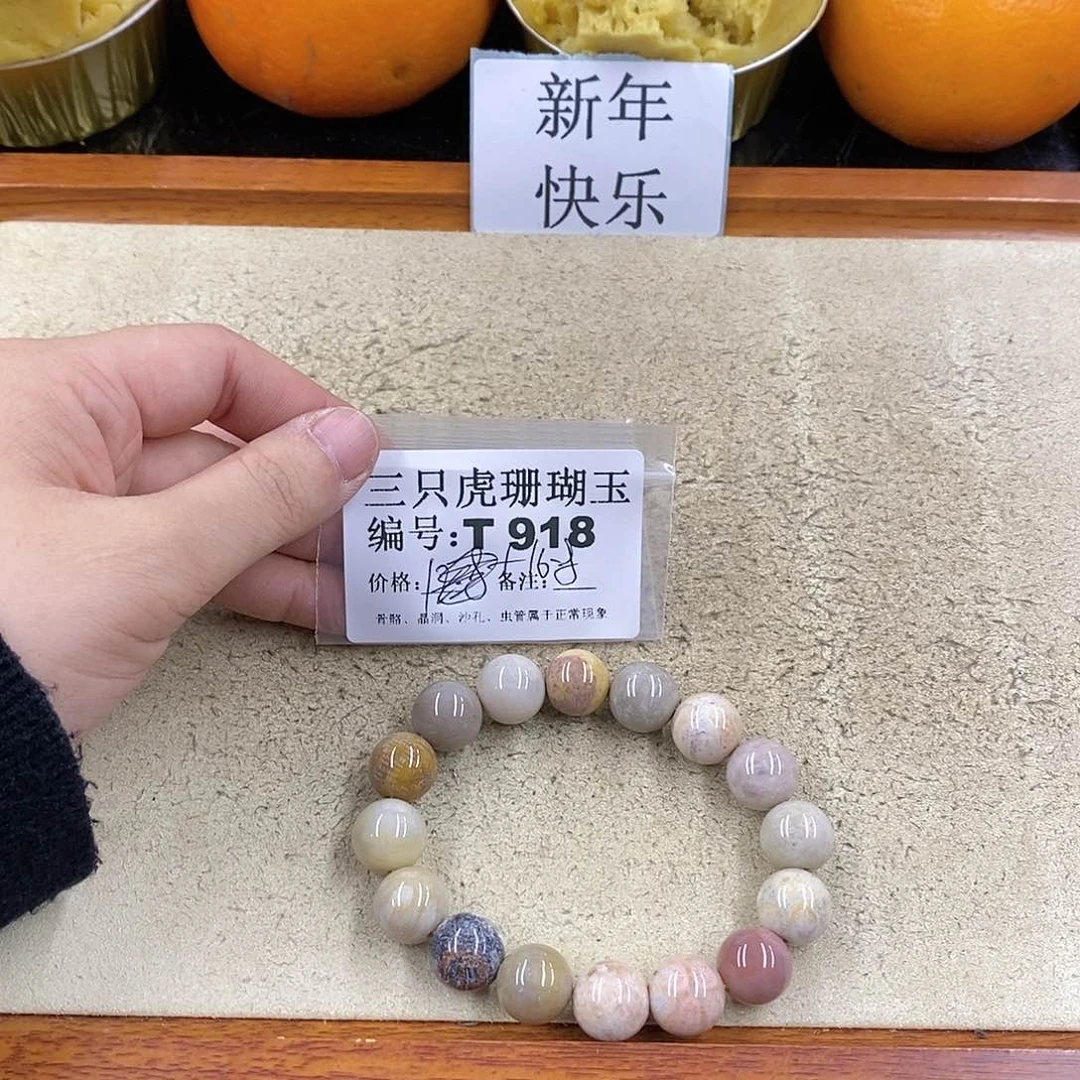 新年
快乐
三只虎珊瑚玉
编号:T 918
价格: 备注:
骨骼、晶洞、沙孔、虫管属于正常现象